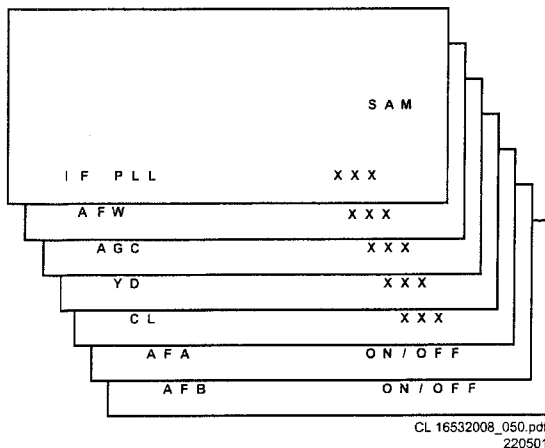 SAM
IF PLL XXX
AFW XXX
AGC XXX
YD XXX
CL XXX
AFA ON/OFF
AFB ON/OFF
CL 16532008_050.pdf
220501